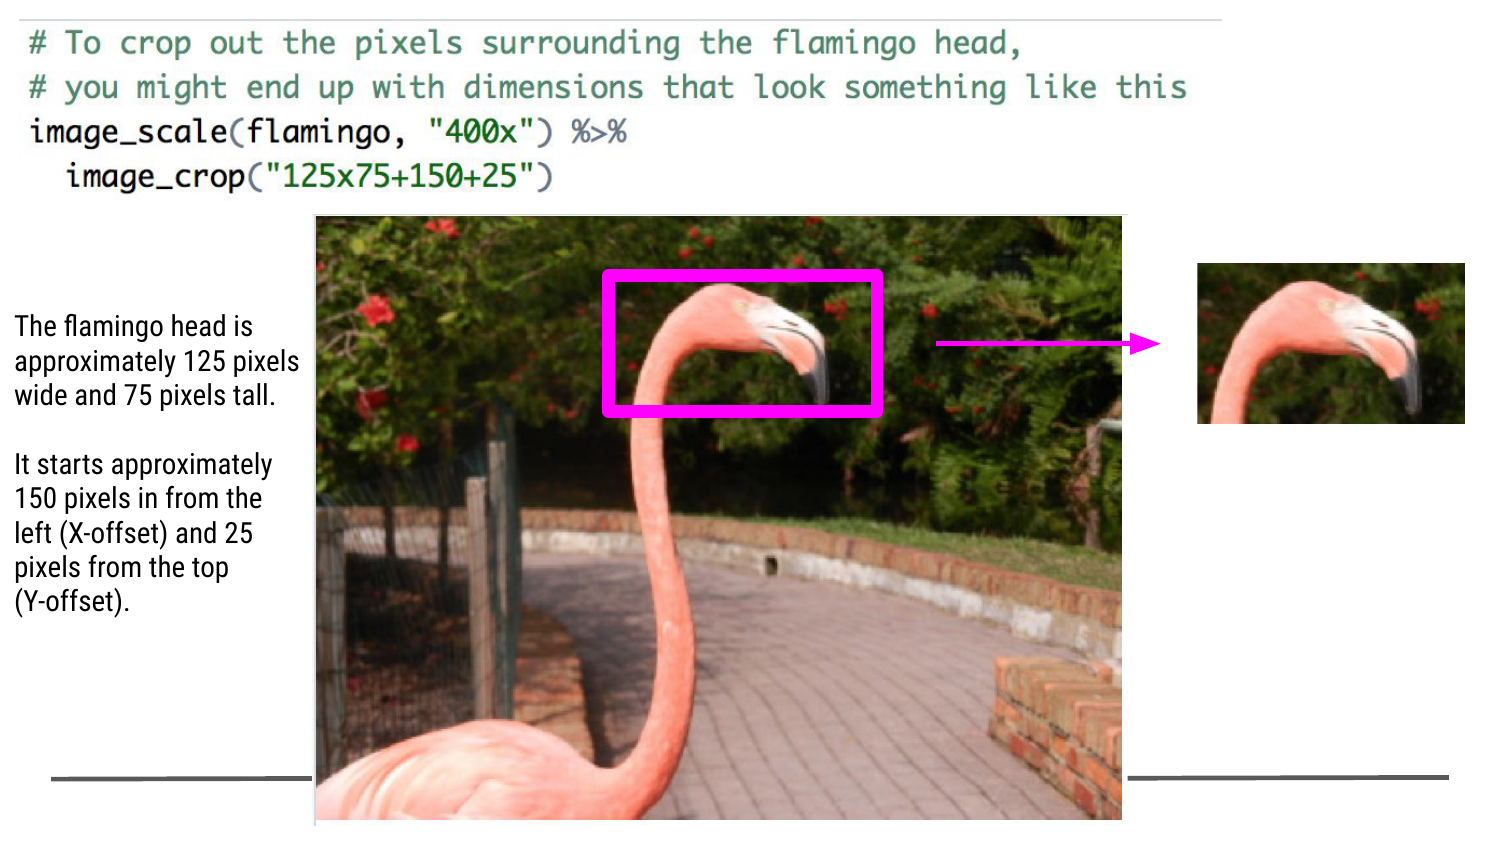 # To crop out the pixels surrounding the flamingo head,
# you might end up with dimensions that look something like this
image_scale(flamingo, "400x") %>%
  image_crop("125x75+150+25")
The flamingo head is
approximately 125 pixels
wide and 75 pixels tall.
It starts approximately
150 pixels in from the
left (X-offset) and 25
pixels from the top
(Y-offset).